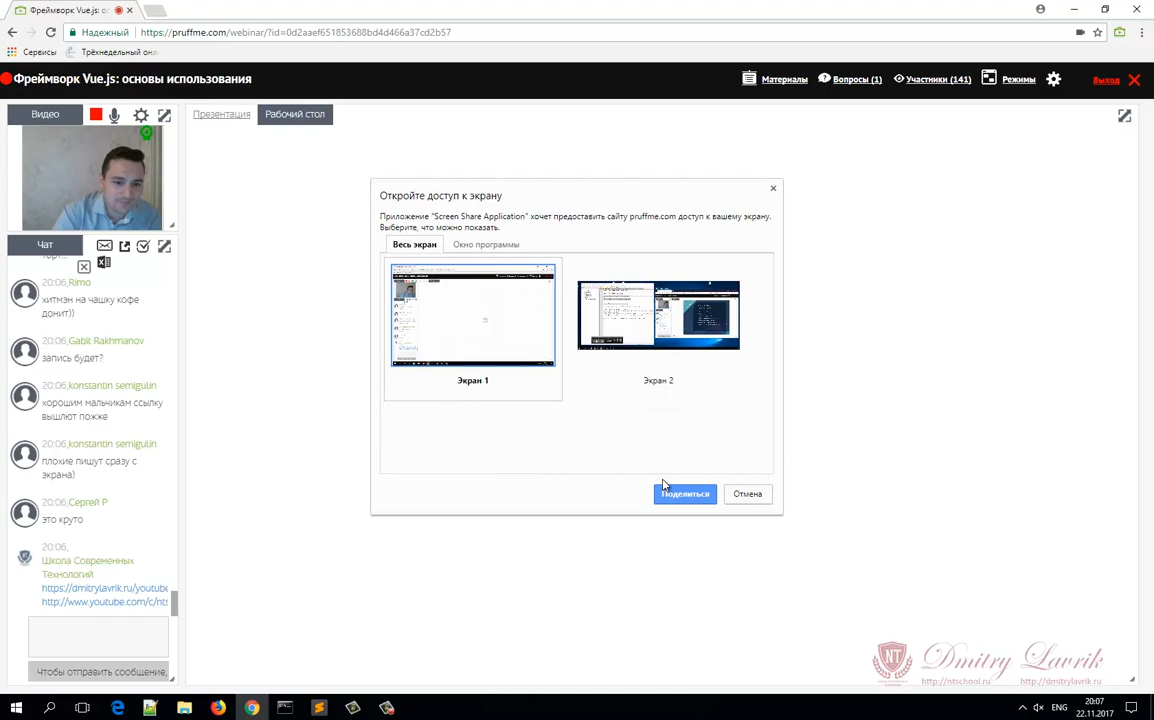 Фреймворк Vue.js: ос
Надежный
https://pruffme.com/webinar/?id=0d2aaef651853688bd4d466a37cd2b57
Сервисы
Трёхнедельный онл
Фреймворк Vue.js: основы использования
Материалы
Вопросы (1)
Участники (141)
Режимы
Выход
Видео
Презентация
Рабочий стол
Откройте доступ к экрану
Приложение "Screen Share Application" хочет предоставить сайту pruffme.com доступ к вашему экрану.
Выберите, что можно показать.
Весь экран
Окно программы
Экран 1
Экран 2
Поделиться
Отмена
Чат
20:06,Rimo
хитмэн на чашку кофе
донит))
20:06,Gabit Rakhmanov
запись будет?
20:06,konstantin semigulin
хорошим мальчикам ссылку
вышлют пожже
20:06,konstantin semigulin
плохие пишут сразу с
экрана)
20:06,Сергей Р
это круто
20:06,
Школа Современных
Технологий
https://dmitrylavrik.ru/youtube
http://www.youtube.com/c/nts
Чтобы отправить сообщение,
NT
Dmitry Lavrik
http://ntschool.ru
http://dmitrylavrik.ru
ENG
20:07
22.11.2017